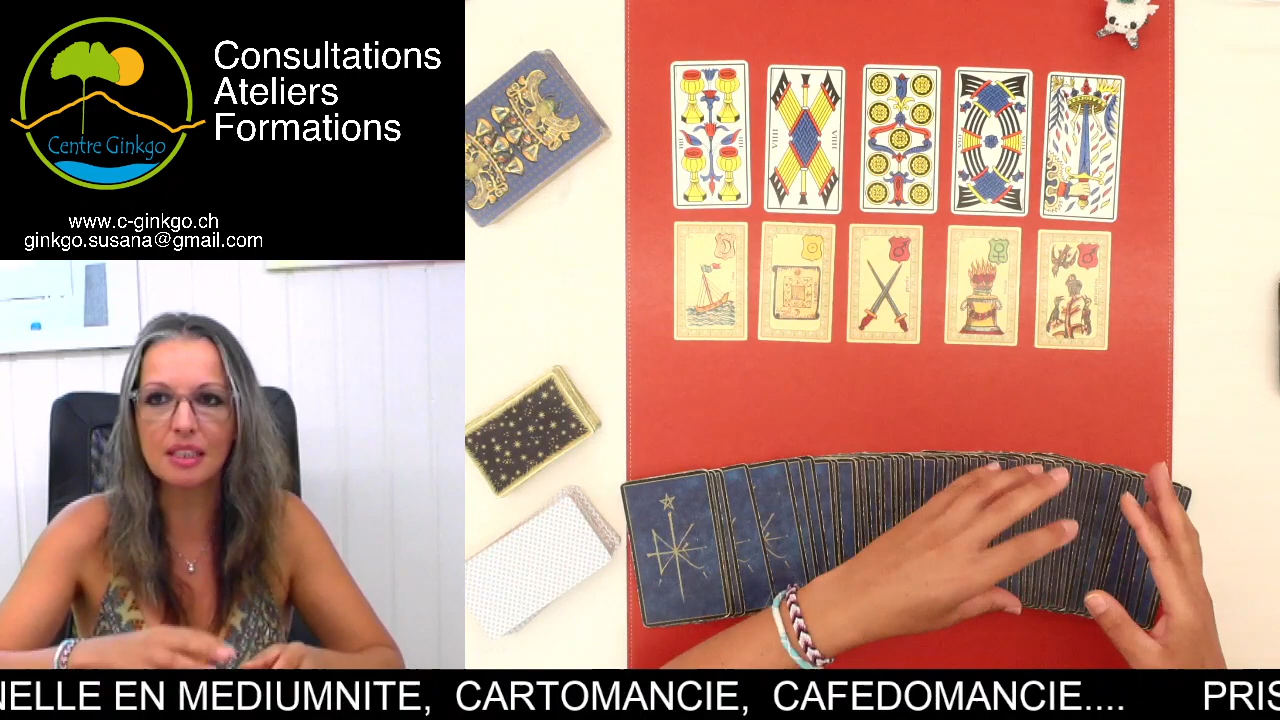 Consultations
Ateliers
Formations
Centre Ginkgo
www.c-ginkgo.ch
ginkgo.susana@gmail.com
NELLE EN MEDIUMNITE, CARTOMANCIE, CAFEDOMANCIE.... PRIS